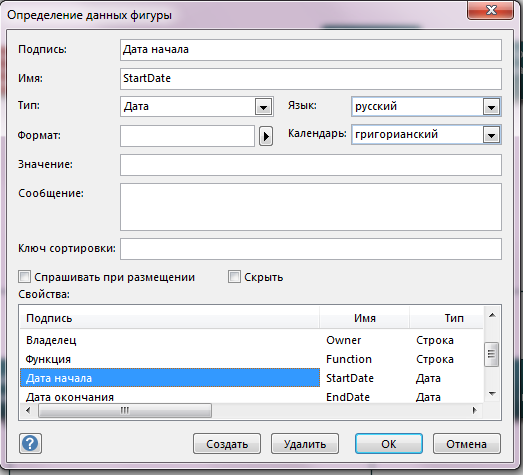 Определение данных фигуры
Подпись: Дата начала
Имя: StartDate
Тип: Дата Язык: русский
Формат: Календарь: григорианский
Значение:
Сообщение:
Ключ сортировки:
Спрашивать при размещении Скрыть
Свойства:
Подпись Имя Тип
Владелец Owner Строка
Функция Function Строка
Дата начала StartDate Дата
Дата окончания EndDate Дата
? Создать Удалить ОК Отмена